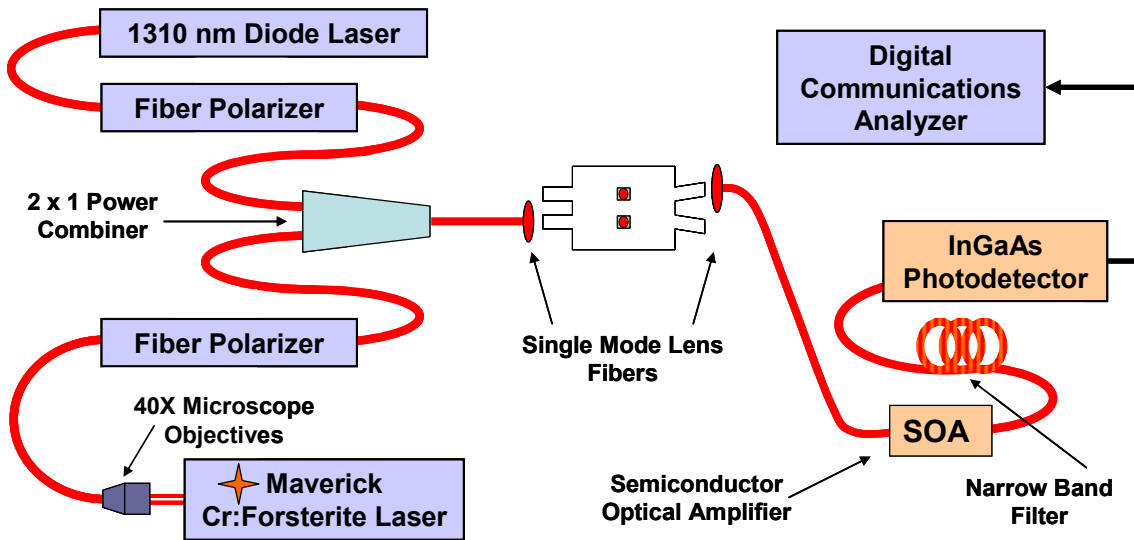 1310 nm Diode Laser
Fiber Polarizer
2 x 1 Power
Combiner
Fiber Polarizer
40X Microscope
Objectives
Maverick
Cr:Forsterite Laser
Single Mode Lens
Fibers
Digital
Communications
Analyzer
InGaAs
Photodetector
SOA
Semiconductor
Optical Amplifier
Narrow Band
Filter